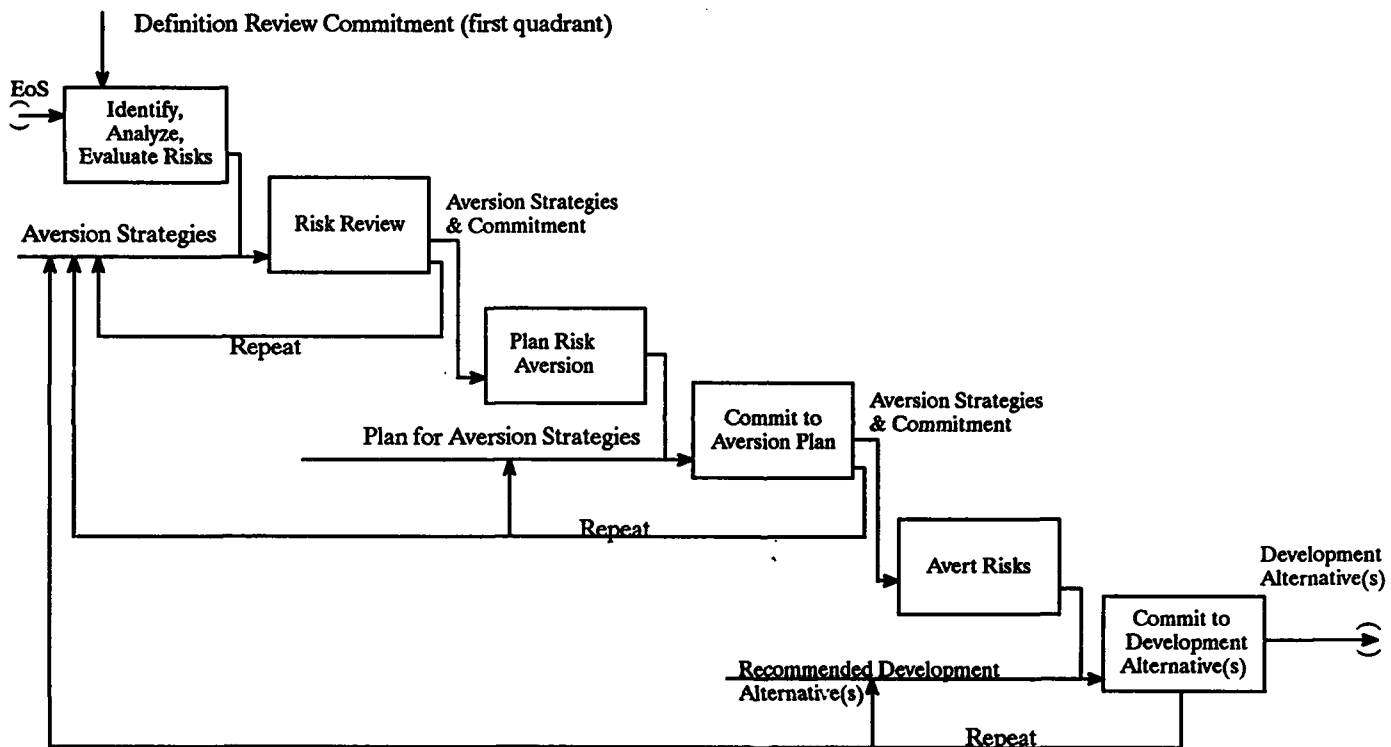 Definition Review Commitment (first quadrant)
EoS
Identify,
Analyze,
Evaluate Risks
Aversion Strategies
Risk Review
Aversion Strategies
& Commitment
Repeat
Plan Risk
Aversion
Plan for Aversion Strategies
Commit to
Aversion Plan
Aversion Strategies
& Commitment
Repeat
Avert Risks
Development
Alternative(s)
Commit to
Development
Alternative(s)
Recommended Development
Alternative(s)
Repeat